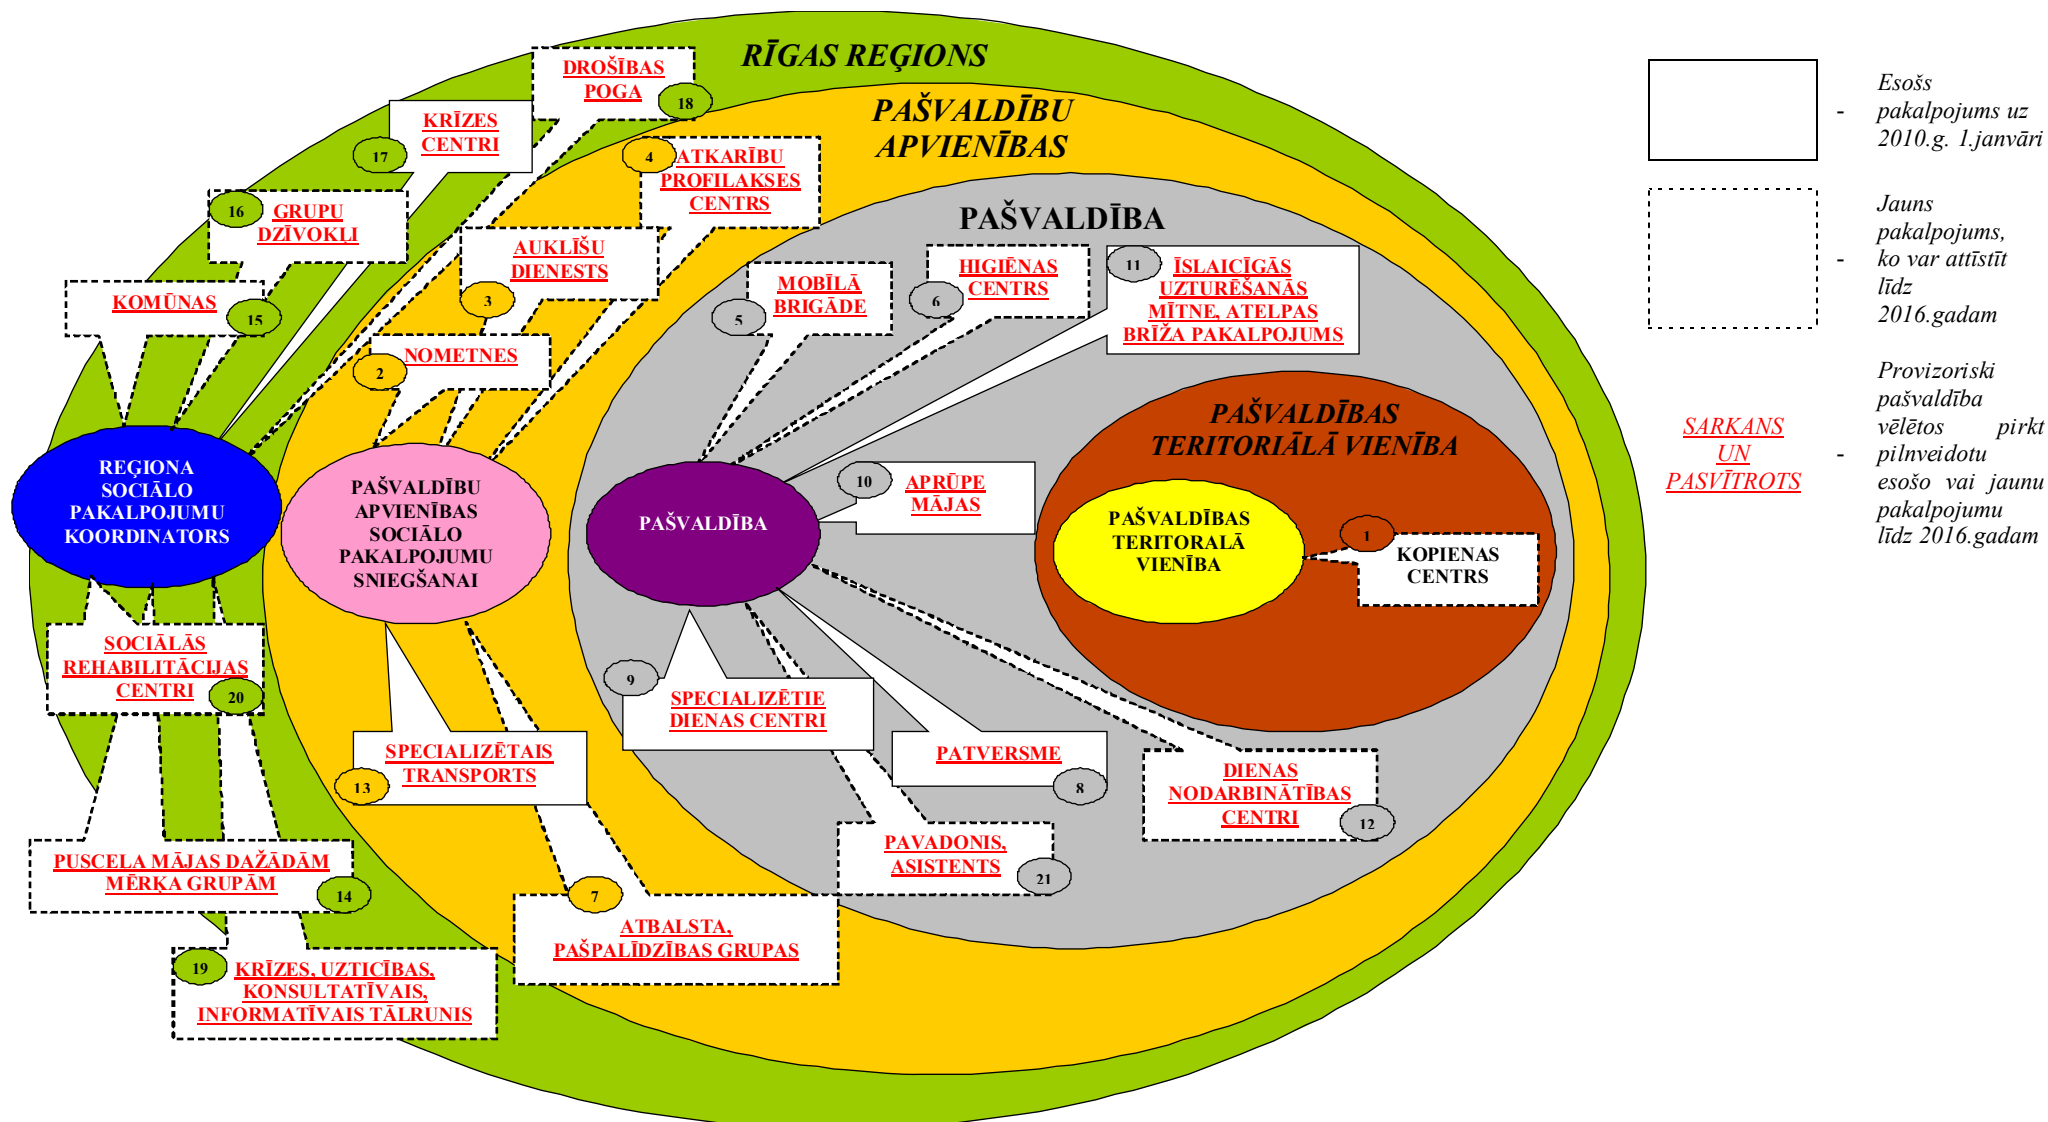 RĪGAS REĢIONS
PAŠVALDĪBU
APVIENĪBAS
PAŠVALDĪBA
PAŠVALDĪBAS
TERITORIĀLĀ VIENĪBA
DROŠĪBAS
POGA
18
KRĪZES
CENTRI
17
GRUPU
DZĪVOKĻI
16
KOMŪNAS
15
4
ATKARĪBU
PROFILAKSES
CENTRS
AUKLĪŠU
DIENESTS
3
NOMETNES
2
MOBĪLĀ
BRIGĀDE
5
HIGIĒNAS
CENTRS
6
11
ĪSLAICĪGĀS
UZTURĒŠANĀS
MĪTNE, ATELPAS
BRĪŽA PAKALPOJUMS
REĢIONA
SOCIĀLO
PAKALPOJUMU
KOORDINATORS
PAŠVALDĪBU
APVIENĪBAS
SOCIĀLO
PAKALPOJUMU
SNIEGŠANAI
PAŠVALDĪBA
10
APRŪPE
MĀJAS
PAŠVALDĪBAS
TERITORALĀ
VIENĪBA
1
KOPIENAS
CENTRS
SOCIĀLĀS
REHABILITĀCIJAS
CENTRI
20
9
SPECIALIZĒTIE
DIENAS CENTRI
SPECIALIZĒTAIS
TRANSPORTS
13
PATVERSME
8
DIENAS
NODARBINĀTĪBAS
CENTRI
12
PUSCELA MĀJAS DAŽĀDĀM
MĒRĶA GRUPĀM
14
PAVADONIS,
ASISTENTS
21
7
ATBALSTA,
PAŠPALĪDZĪBAS GRUPAS
19
KRĪZES, UZTICĪBAS,
KONSULTATĪVAIS,
INFORMATĪVAIS TĀLRUNIS
-
Esošs
pakalpojums uz
2010.g. 1.janvāri
-
Jauns
pakalpojums,
ko var attīstīt
līdz
2016.gadam
SARKANS
UN
PASVĪTROTS
-
Provizoriski
pašvaldība
vēlētos pirkt
pilnveidotu
esošo vai jaunu
pakalpojumu
līdz 2016.gadam